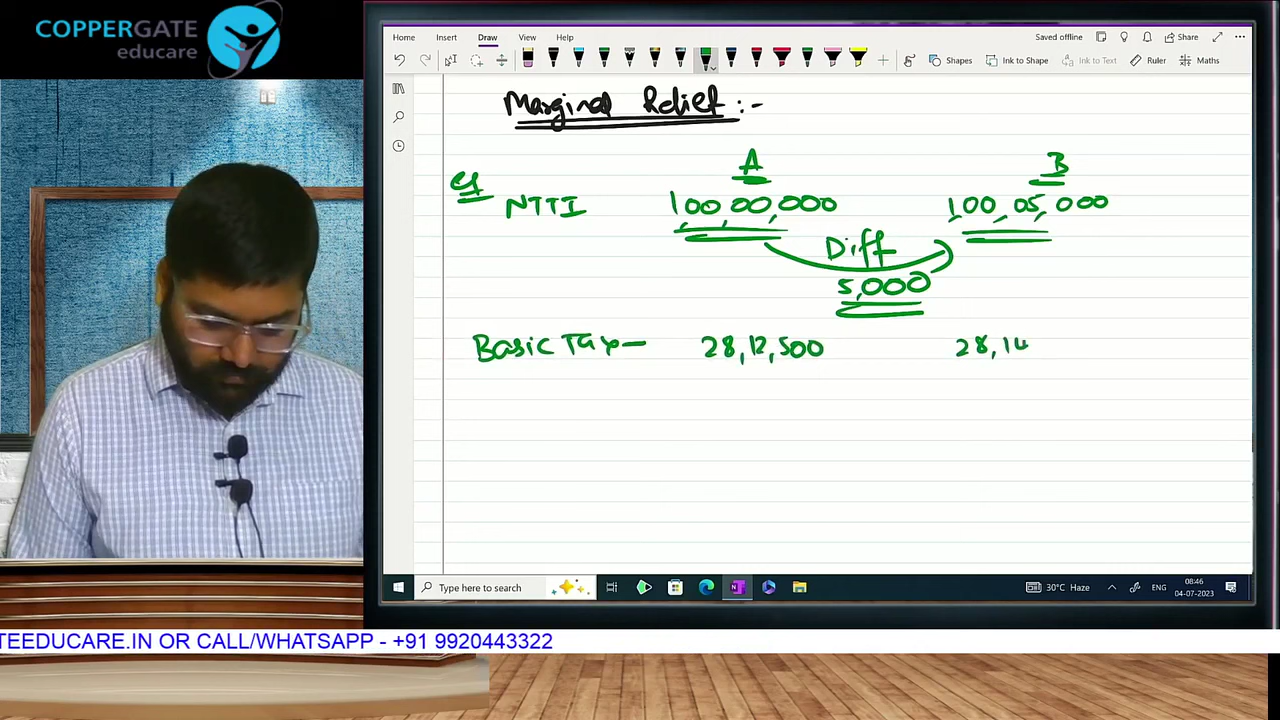 COPPERGATE
educare
Home Insert Draw View Help
Saved offline
Share
Shapes
Ink to Shape
Ink to Text
Ruler
Maths
Marginal Relief :-
A B
eg
NTTI 100,00,000 100,05,000
Diff
5,000
Basic Tax— 28,12,500 28,14
Type here to search
30°C Haze
ENG
08:46
04-07-2023
TEEDUCARE.IN OR CALL/WHATSAPP - +91 9920443322